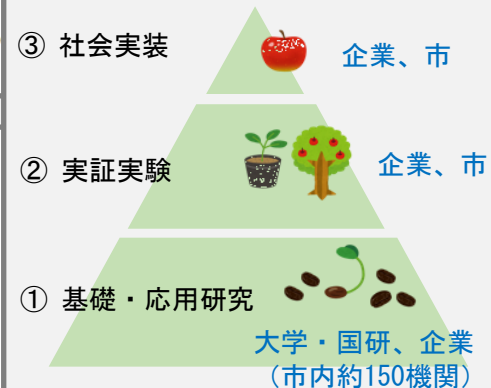 ③ 社会実装
企業、市
② 実証実験
企業、市
① 基礎・応用研究
大学・国研、企業
（市内約150機関）